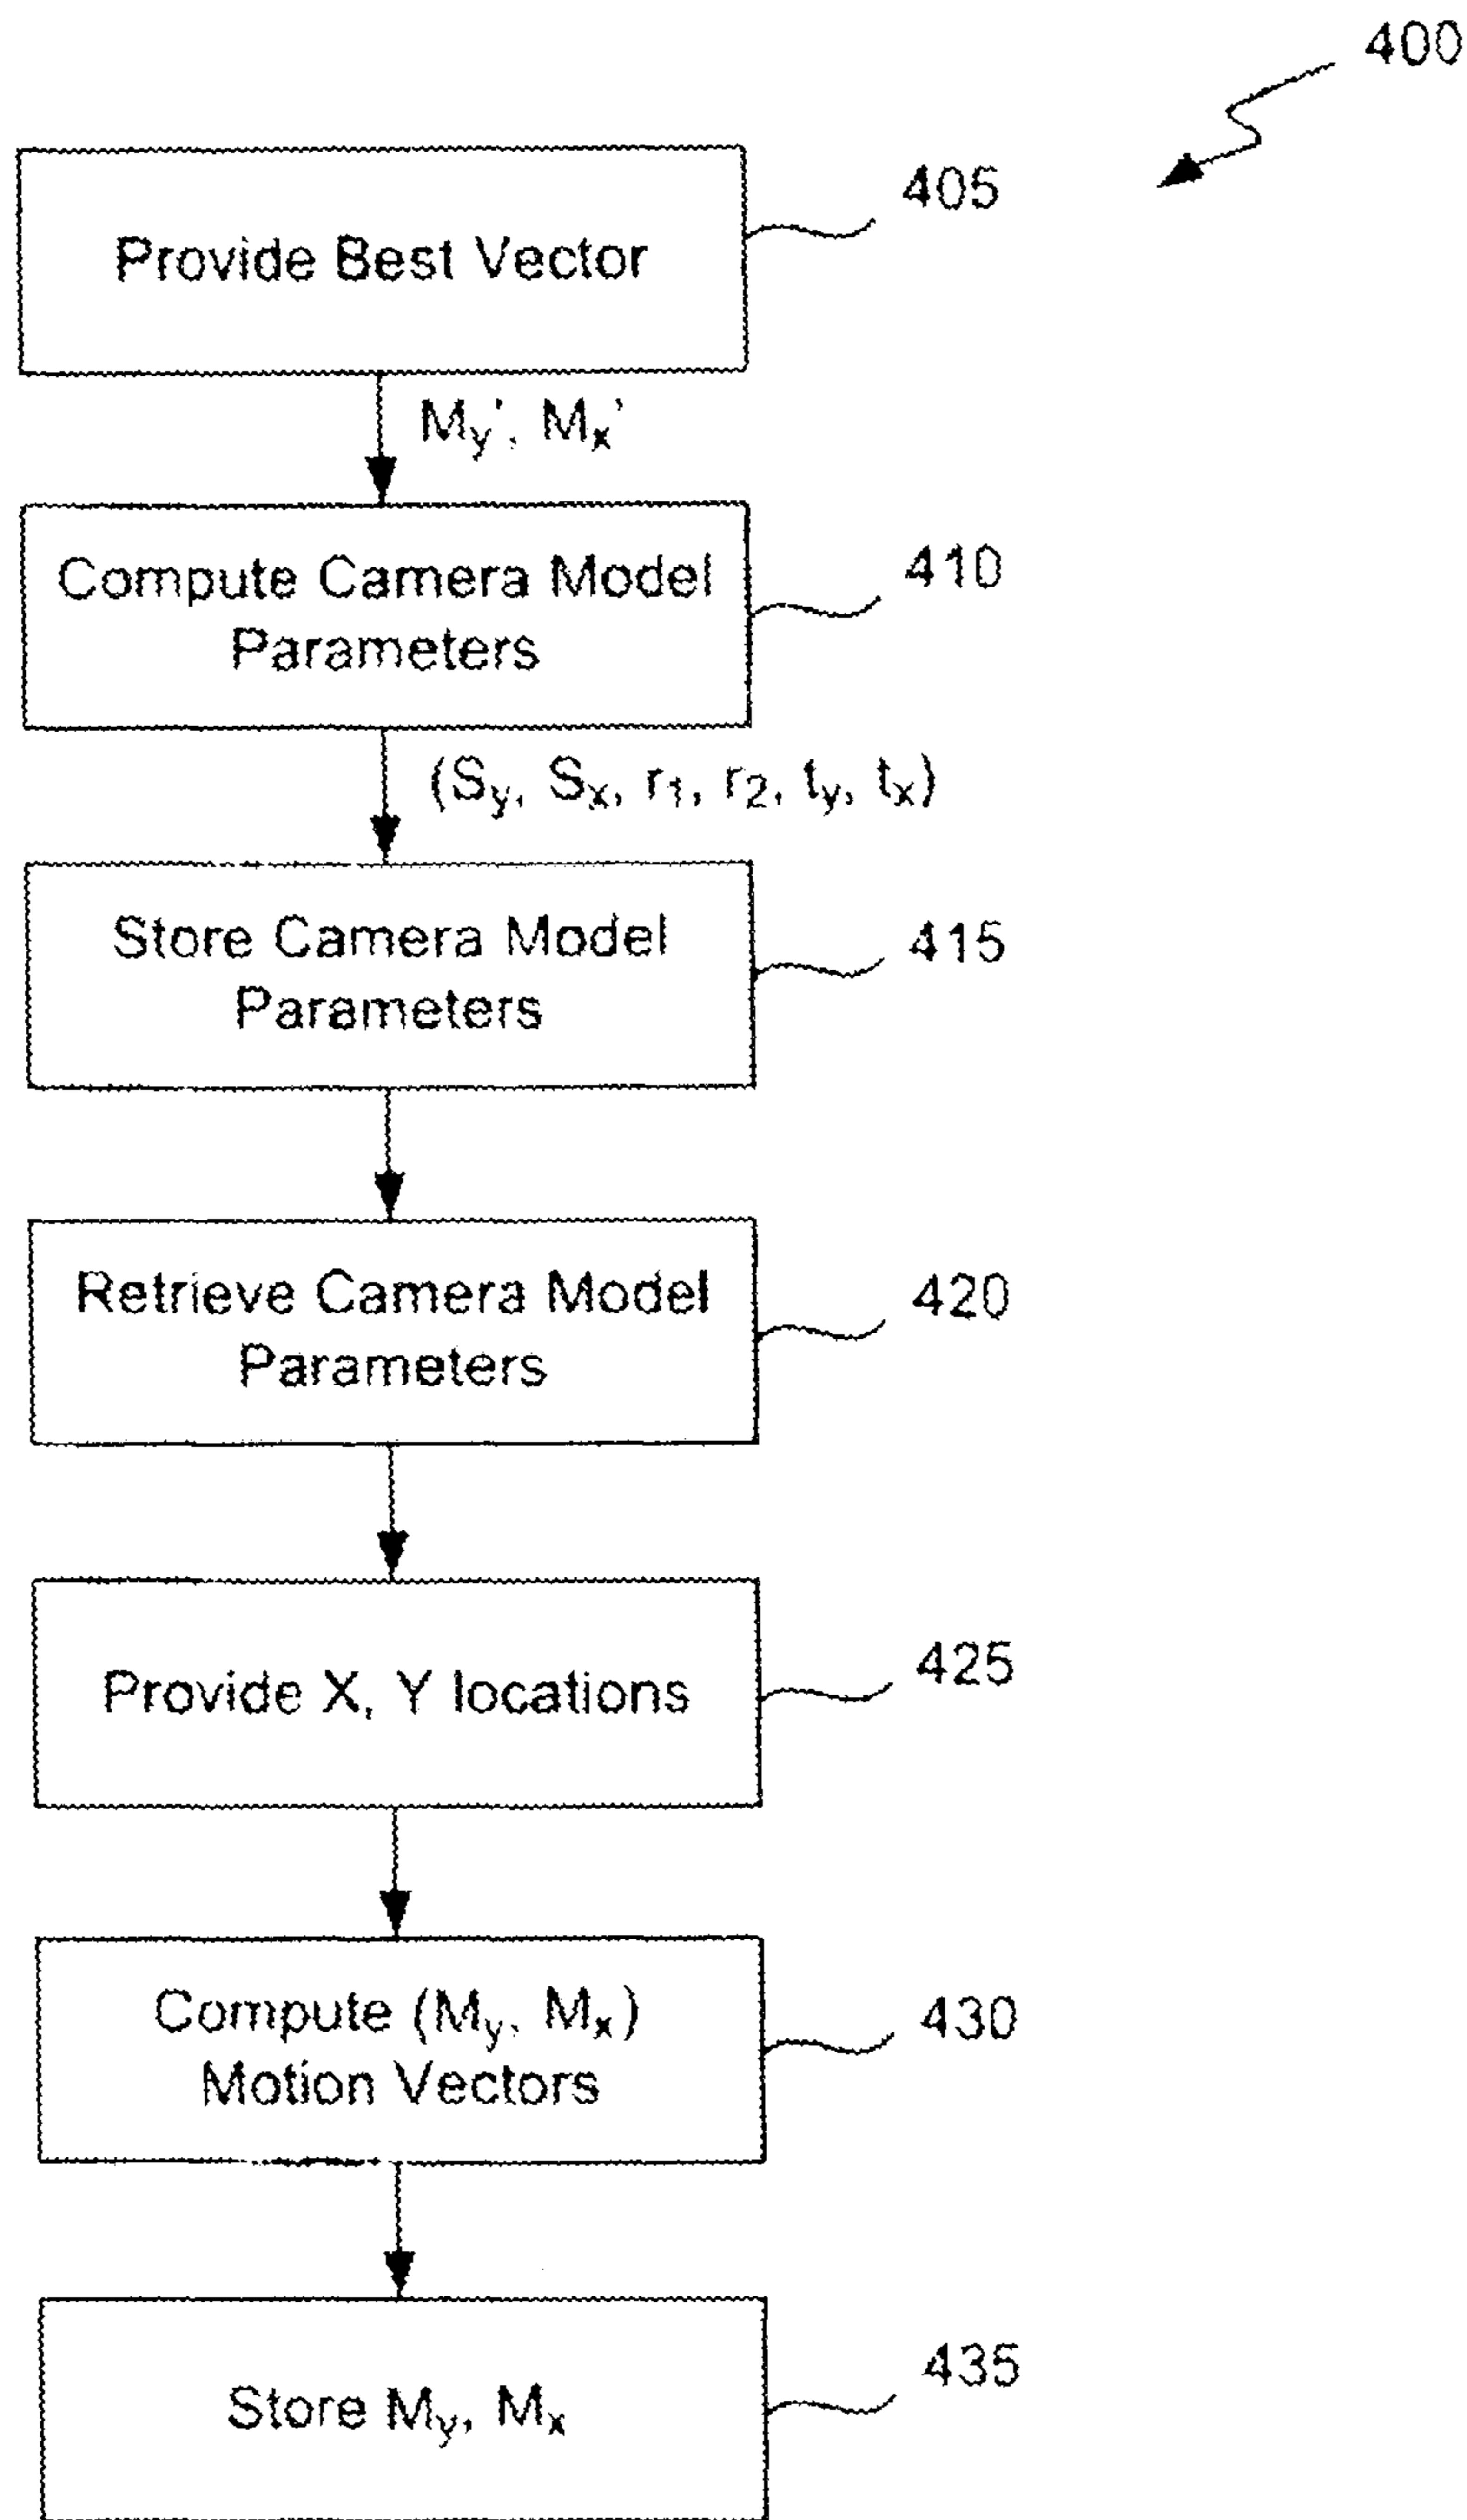 400
Provide Best Vector
405
My', Mx'
Compute Camera Model
Parameters
410
(Sy, Sx, r1, r2, ty, tx)
Store Camera Model
Parameters
415
Retrieve Camera Model
Parameters
420
Provide X, Y locations
425
Compute (My, Mx)
Motion Vectors
430
Store My, Mx
435